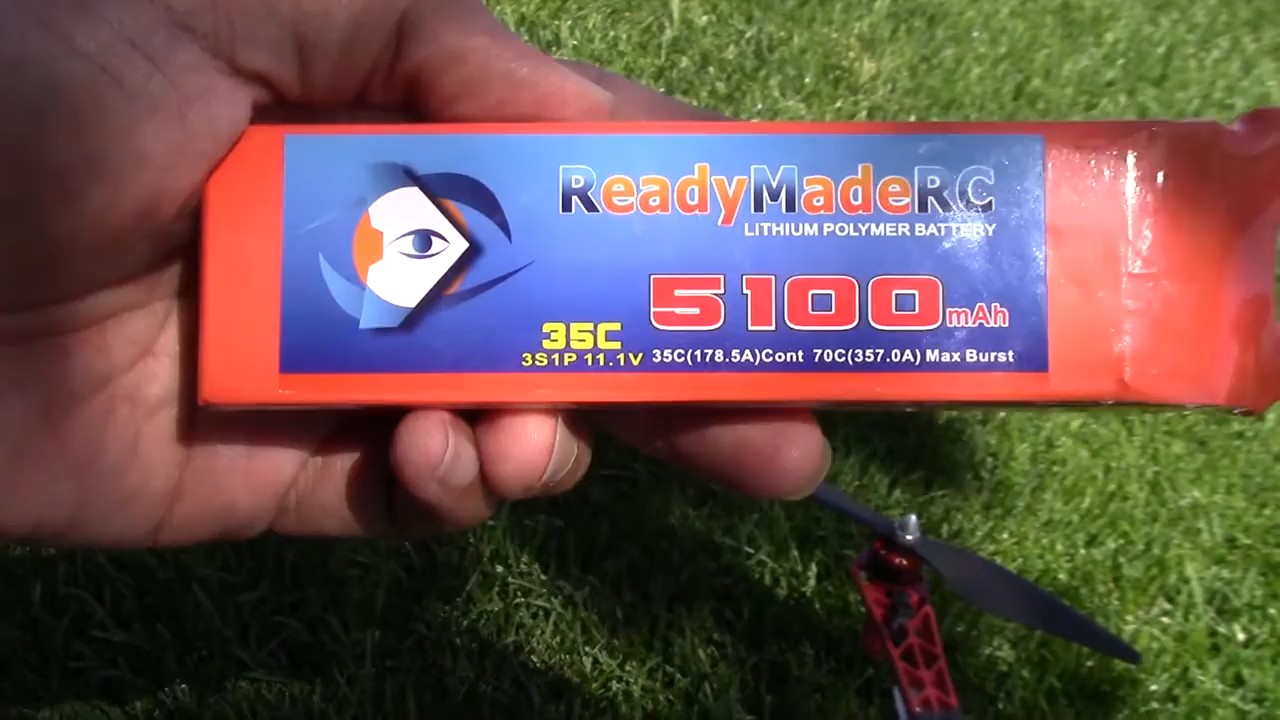 ReadyMadeRC
LITHIUM POLYMER BATTERY
5100mAh
35C
3S1P 11.1V 35C(178.5A)Cont 70C(357.0A) Max Burst